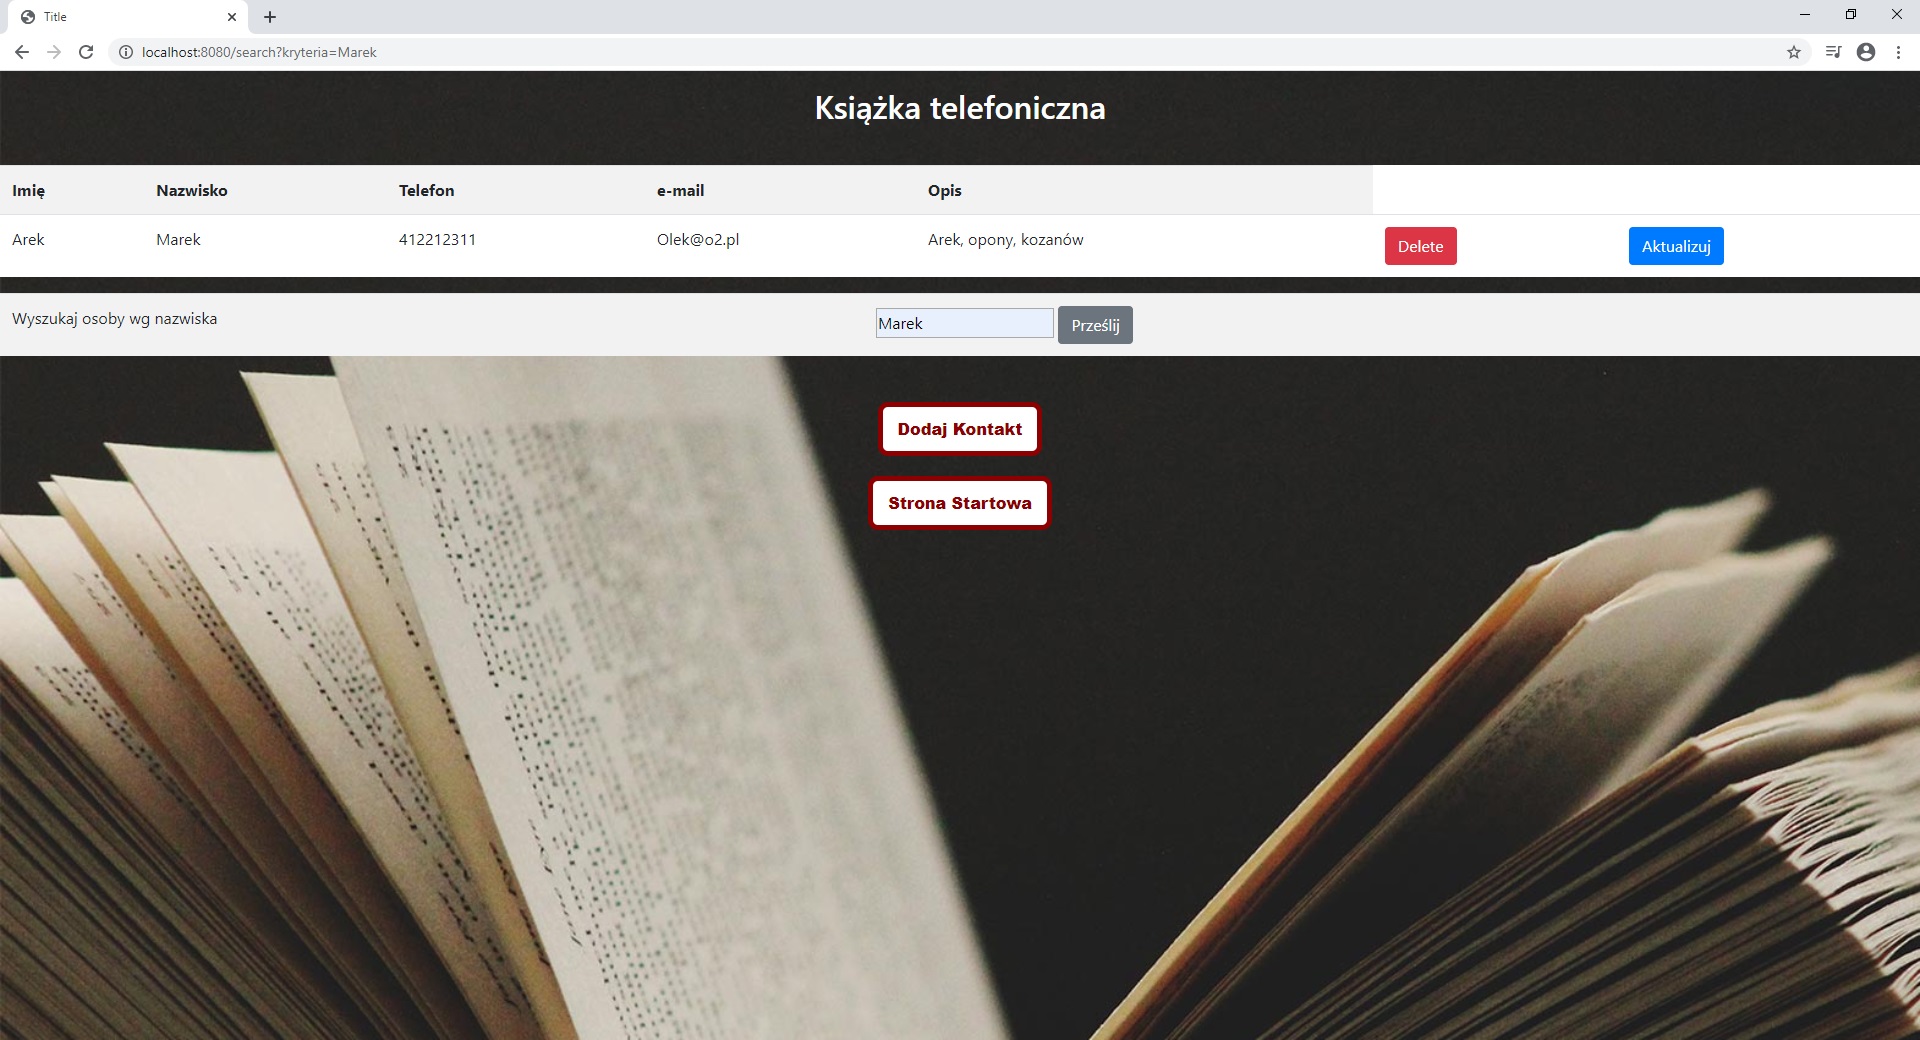 Title
localhost:8080/search?kryteria=Marek
Książka telefoniczna
Imię Nazwisko Telefon e-mail Opis
Arek Marek 412212311 Olek@o2.pl Arek, opony, kozanów Delete Aktualizuj
Wyszukaj osoby wg nazwiska Marek Prześlij
Dodaj Kontakt
Strona Startowa